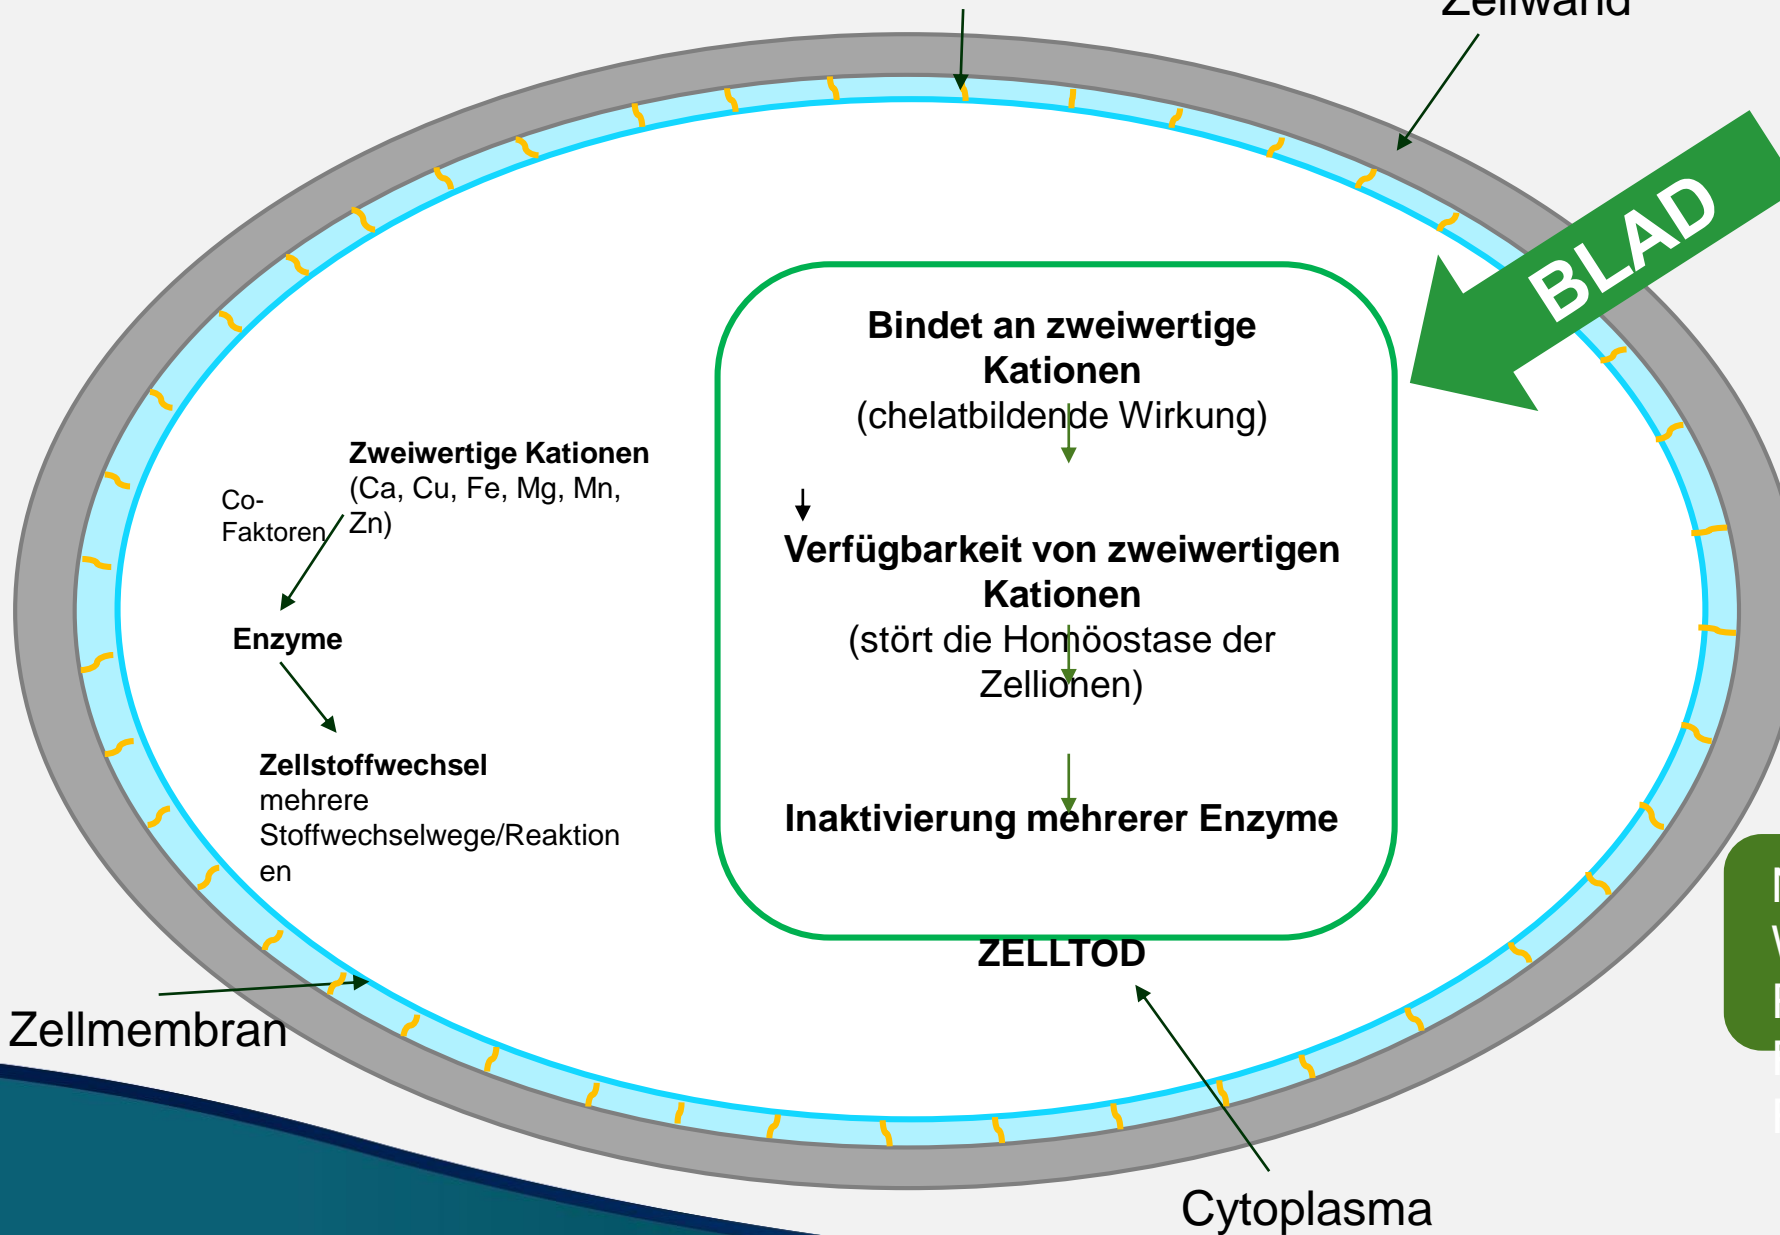 Zellwand
BLAD
Bindet an zweiwertige
Kationen
(chelatbildende Wirkung)
Zweiwertige Kationen
(Ca, Cu, Fe, Mg, Mn,
Zn)
Co-
Faktoren
Verfügbarkeit von zweiwertigen
Kationen
(stört die Homöostase der
Zellionen)
Enzyme
Zellstoffwechsel
mehrere
Stoffwechselwege/Reaktion
en
Inaktivierung mehrerer Enzyme
ZELLTOD
Zellmembran
Cytoplasma